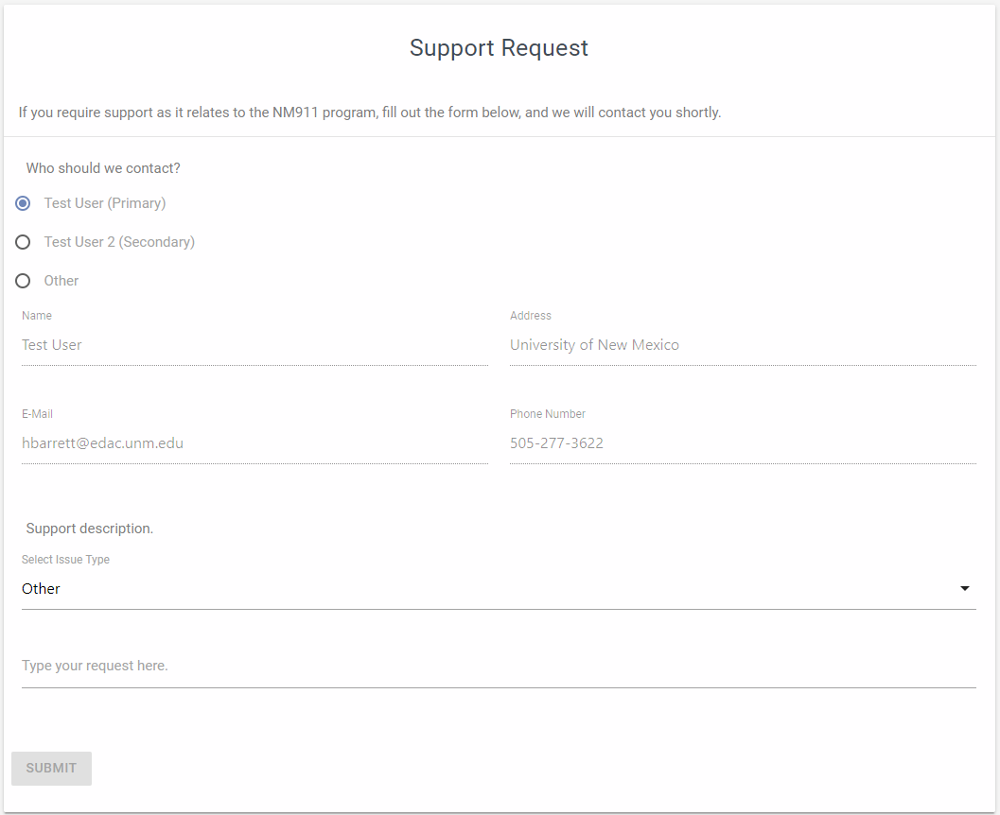 Support Request
If you require support as it relates to the NM911 program, fill out the form below, and we will contact you shortly.
Who should we contact?
Test User (Primary)
Test User 2 (Secondary)
Other
Name
Address
Test User
University of New Mexico
E-Mail
Phone Number
hbarrett@edac.unm.edu
505-277-3622
Support description.
Select Issue Type
Other
Type your request here.
SUBMIT